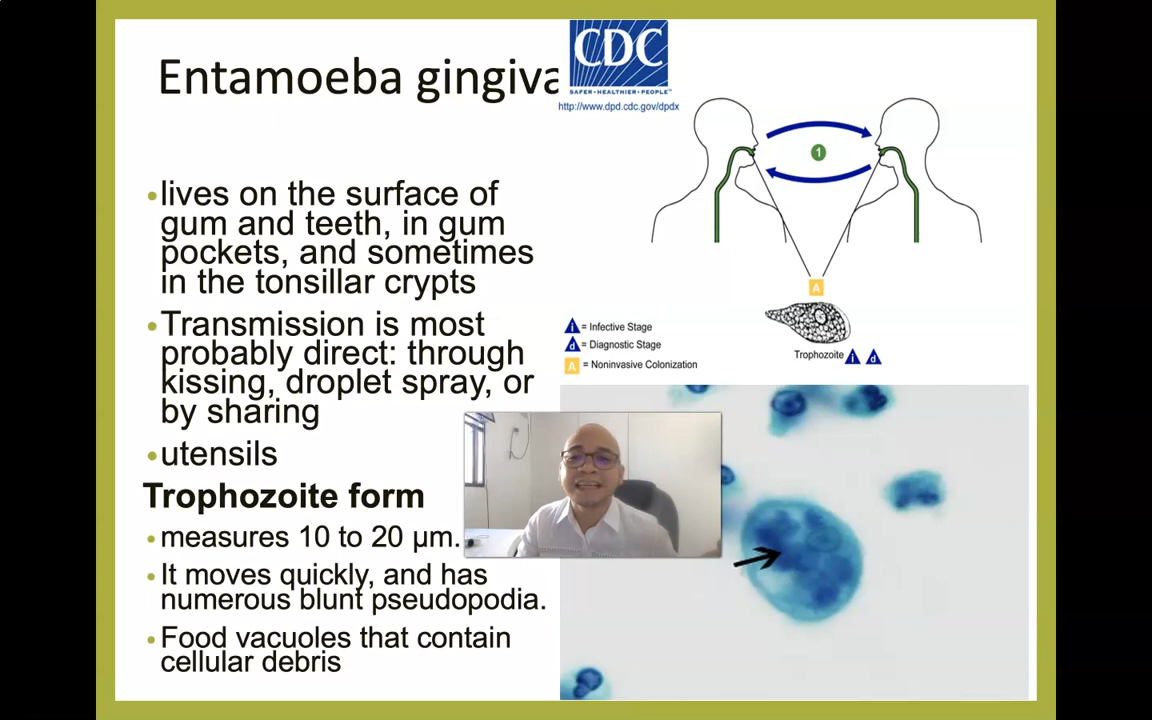 Entamoeba gingiva
CDC
SAFER • HEALTHIER • PEOPLE™
http://www.dpd.cdc.gov/dpdx
1
•lives on the surface of
gum and teeth, in gum
pockets, and sometimes
in the tonsillar crypts
•Transmission is most
probably direct: through
kissing, droplet spray, or
by sharing
•utensils
Trophozoite form
•measures 10 to 20 µm.
•It moves quickly, and has
numerous blunt pseudopodia.
•Food vacuoles that contain
cellular debris
A
i = Infective Stage
d = Diagnostic Stage
A = Noninvasive Colonization
Trophozoite i d